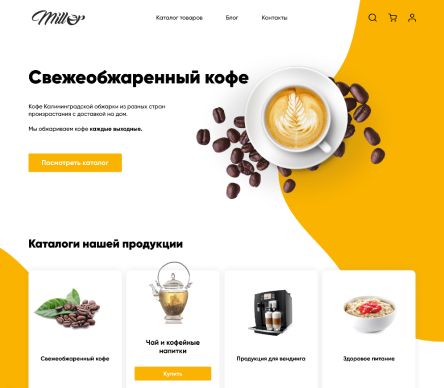 Millor
Каталог товаров
Блог
Контакты
Свежеобжаренный кофе
Кофе Калининградской обжарки из разных стран
произрастания с доставкой на дом.
Мы обжариваем кофе каждые выходные.
Посмотреть каталог
Каталоги нашей продукции
Свежеобжаренный кофе
Чай и кофейные
напитки
Купить
Продукция для вендинга
Здоровое питание